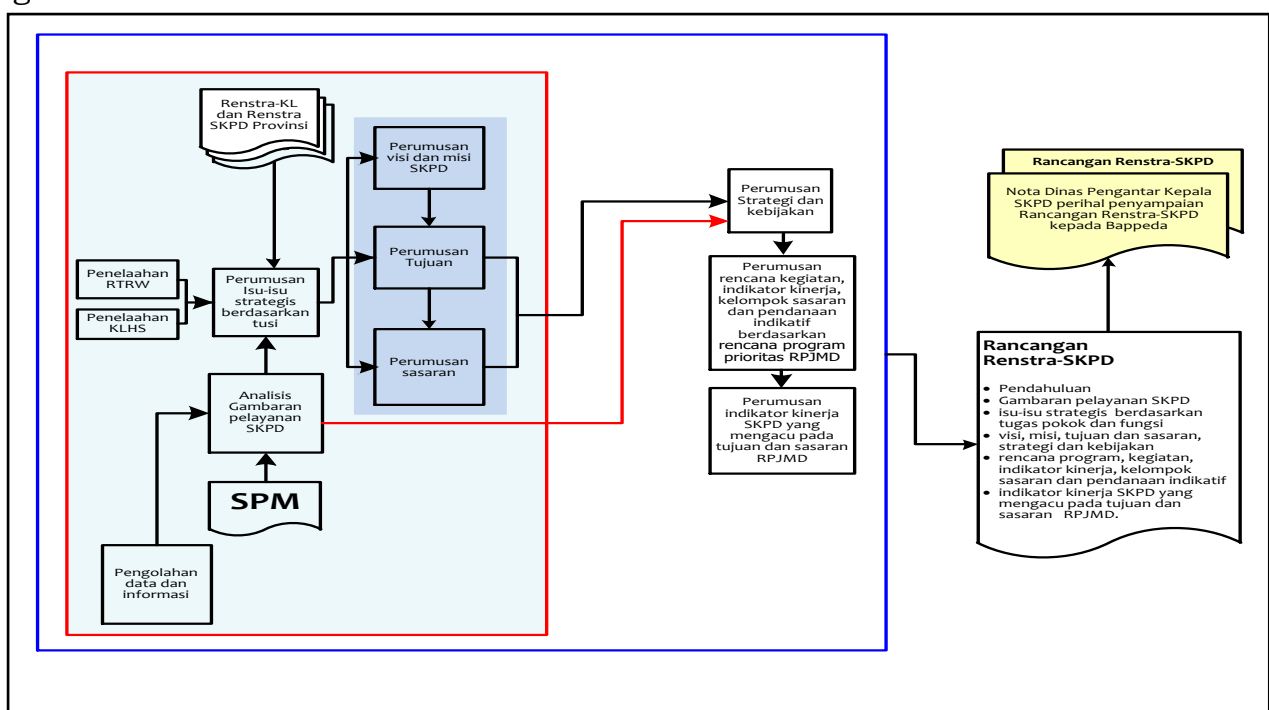 g
Renstra-KL
dan Renstra
SKPD Provinsi
Perumusan
visi dan misi
SKPD
Perumusan
Tujuan
Perumusan
sasaran
Penelaahan
RTRW
Penelaahan
KLHS
Perumusan
Isu-isu
strategis
berdasarkan
tusi
Analisis
Gambaran
pelayanan
SKPD
SPM
Pengolahan
data dan
informasi
Perumusan
Strategi dan
kebijakan
Perumusan
rencana kegiatan,
indikator kinerja,
kelompok sasaran
dan pendanaan
indikatif
berdasarkan
rencana program
prioritas RPJMD
Perumusan
indikator kinerja
SKPD yang
mengacu pada
tujuan dan sasaran
RPJMD
Rancangan Renstra-SKPD
Nota Dinas Pengantar Kepala
SKPD perihal penyampaian
Rancangan Renstra-SKPD
kepada Bappeda
Rancangan
Renstra-SKPD
• Pendahuluan
• Gambaran pelayanan SKPD
• isu-isu strategis berdasarkan
tugas pokok dan fungsi
• visi, misi, tujuan dan sasaran,
strategi dan kebijakan
• rencana program, kegiatan,
indikator kinerja, kelompok
sasaran dan pendanaan indikatif
• indikator kinerja SKPD yang
mengacu pada tujuan dan
sasaran RPJMD.